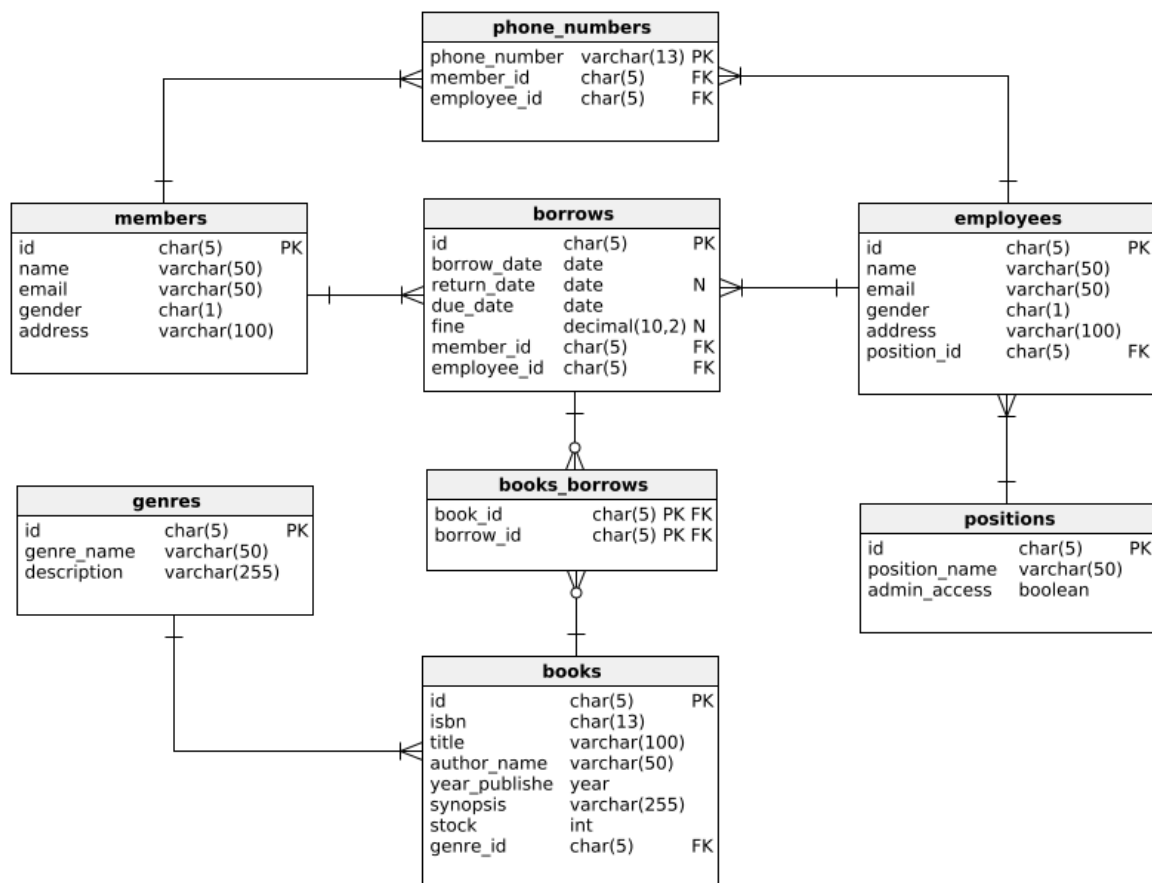 phone_numbers
phone_number varchar(13) PK
member_id char(5) FK
employee_id char(5) FK
members
id char(5) PK
name varchar(50)
email varchar(50)
gender char(1)
address varchar(100)
borrows
id char(5) PK
borrow_date date
return_date date N
due_date date
fine decimal(10,2) N
member_id char(5) FK
employee_id char(5) FK
employees
id char(5) PK
name varchar(50)
email varchar(50)
gender char(1)
address varchar(100)
position_id char(5) FK
genres
id char(5) PK
genre_name varchar(50)
description varchar(255)
books_borrows
book_id char(5) PK FK
borrow_id char(5) PK FK
positions
id char(5) PK
position_name varchar(50)
admin_access boolean
books
id char(5) PK
isbn char(13)
title varchar(100)
author_name varchar(50)
year_publishe year
synopsis varchar(255)
stock int
genre_id char(5) FK